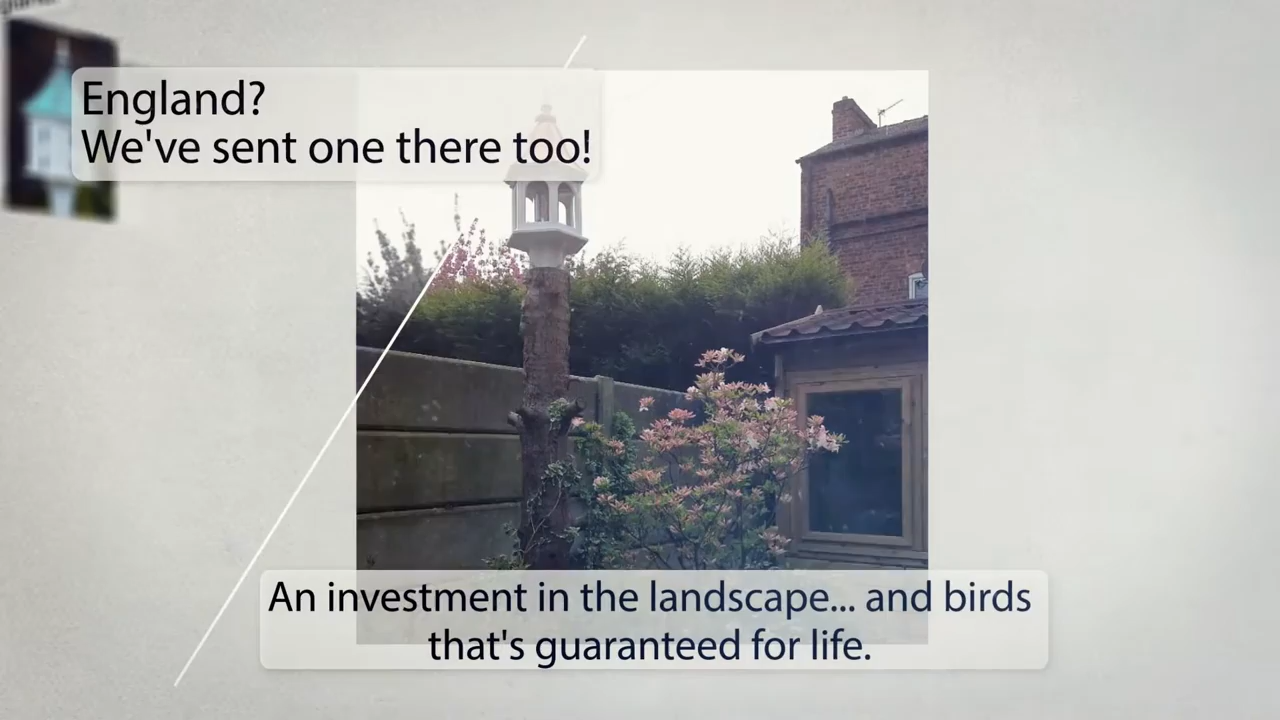 England?
We've sent one there too!
An investment in the landscape... and birds
that's guaranteed for life.